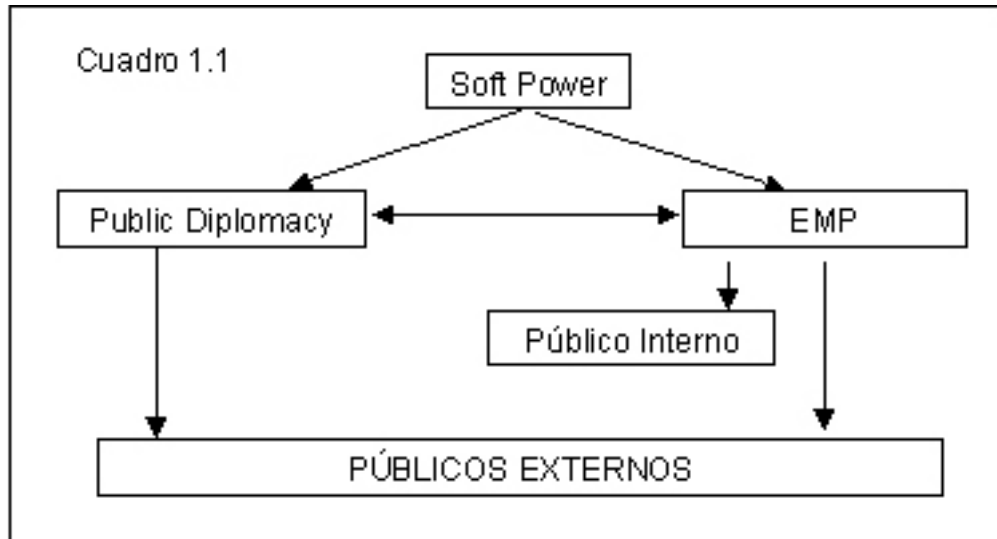 Cuadro 1.1
Soft Power
Public Diplomacy
EMP
Público Interno
PÚBLICOS EXTERNOS